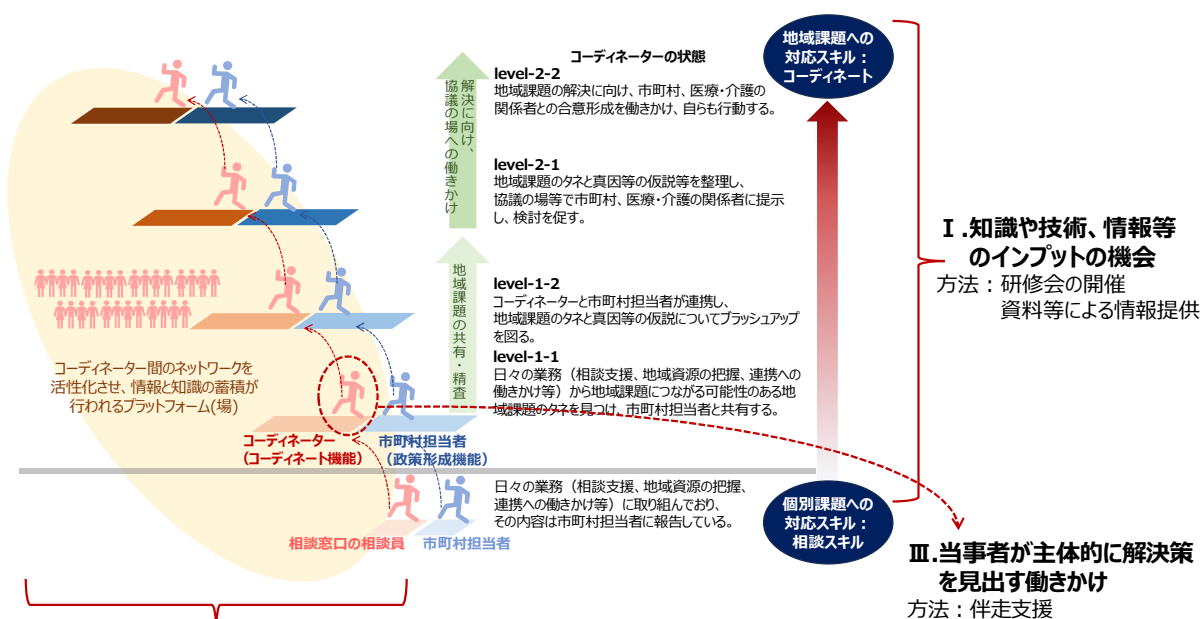 地域課題への
対応スキル：
コーディネート
コーディネーターの状態
level-2-2
地域課題の解決に向け、市町村、医療・介護の
関係者との合意形成を働きかけ、自らも行動する。
解決に向け、
協議の場への働きかけ
level-2-1
地域課題のタネと真因等の仮説等を整理し、
協議の場等で市町村、医療・介護の関係者に提示
し、検討を促す。
Ⅰ.知識や技術、情報等
のインプットの機会
方法：研修会の開催
資料等による情報提供
地域課題の共有・精査
level-1-2
コーディネーターと市町村担当者が連携し、
地域課題のタネと真因等の仮説についてブラッシュアップ
を図る。
level-1-1
日々の業務（相談支援、地域資源の把握、連携への
働きかけ等）から地域課題につながる可能性のある地
域課題のタネを見つけ、市町村担当者と共有する。
コーディネーター間のネットワークを
活性化させ、情報と知識の蓄積が
行われるプラットフォーム(場)
コーディネーター
（コーディネート機能）
市町村担当者
（政策形成機能）
日々の業務（相談支援、地域資源の把握、
連携への働きかけ等）に取り組んでおり、
その内容は市町村担当者に報告している。
個別課題への
対応スキル：
相談スキル
相談窓口の相談員
市町村担当者
Ⅲ.当事者が主体的に解決策
を見出す働きかけ
方法：伴走支援